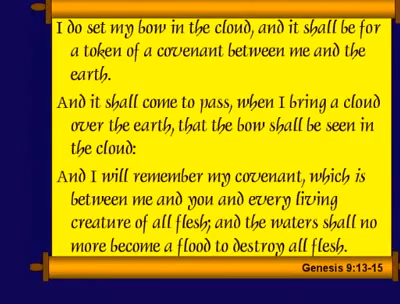 I do set my bow in the cloud, and it shall be for
a token of a covenant between me and the
earth.
And it shall come to pass, when I bring a cloud
over the earth, that the bow shall be seen in
the cloud:
And I will remember my covenant, which is
between me and you and every living
creature of all flesh; and the waters shall no
more become a flood to destroy all flesh.
Genesis 9:13-15